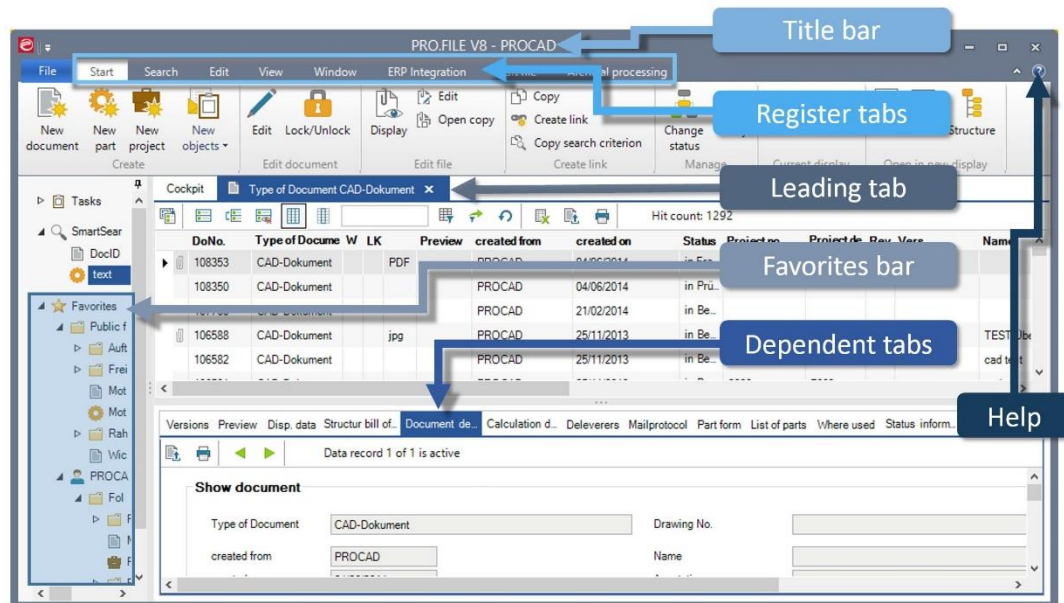 Title bar
PRO.FILE V8 - PROCAD
File Start Search Edit View Window ERP Integration processing
Register tabs
New document New part New project New objects Edit Lock/Unlock Display Edit Open copy Copy Create link Copy search criterion Change status Structure
Create Edit document Edit file Create link Manage Current display Open in new display
Leading tab
Tasks
Cockpit Type of Document CAD-Dokument
SmartSear
Hit count: 1292
DocID
DoNo. Type of Docume W LK Preview created from created on Status Project no. Project de Rev. Vers. Name
text
108353 CAD-Dokument PDF PROCAD 04/06/2014
Favorites bar
108350 CAD-Dokument PROCAD 04/06/2014 in Prü...
Favorites
CAD-Dokument PROCAD 21/02/2014 in Be...
Public f
106588 CAD-Dokument jpg PROCAD 25/11/2013 in Be...
Auft
Dependent tabs
106582 CAD-Dokument PROCAD 25/11/2013 in Be...
Frei
Mot
Mot
Help
Versions Preview Disp. data Structur bill of... Document de... Calculation d... Deleverers Mailprotocol Part form List of parts Where used Status inform...
Rah
Wic
Data record 1 of 1 is active
PROCA
Show document
Fol
Type of Document CAD-Dokument Drawing No.
created from PROCAD Name